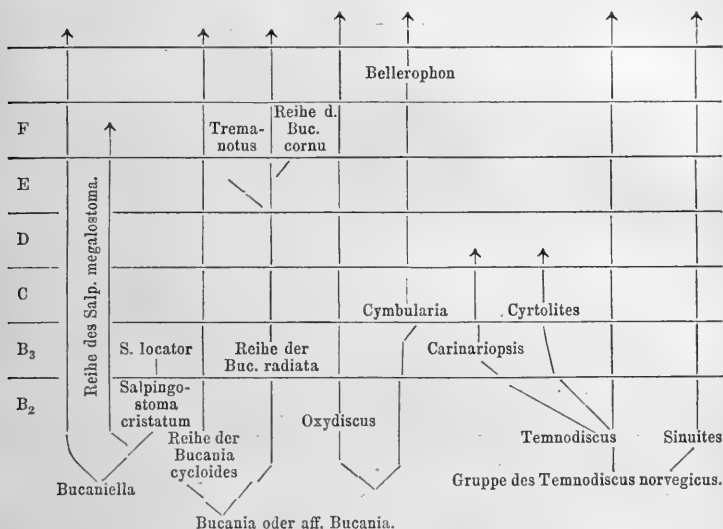 Bellerophon
F
Trema-
notus
Reihe d.
Buc.
cornu
E
Reihe des Salp. megalostoma.
D
C
Cymbularia
Cyrtolites
B₃
S. locator
Reihe der
Buc. radiata
Carinariopsis
B₂
Salpingo-
stoma
cristatum
Oxydiscus
Reihe der
Bucania
cycloides
Temnodiscus
Sinuites
Bucaniella
Gruppe des Temnodiscus norvegicus.
Bucania oder aff. Bucania.